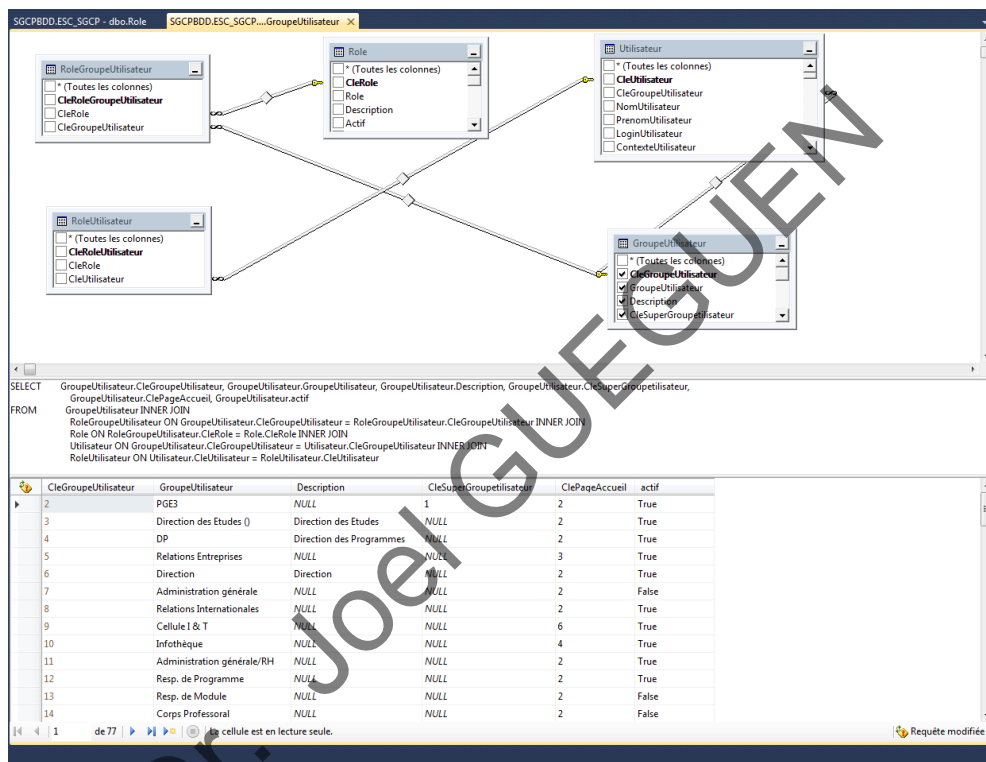 SGCPBDD.ESC_SGCP - dbo.Role
SGCPBDD.ESC_SGCP....GroupeUtilisateur ×
RoleGroupeUtilisateur
* (Toutes les colonnes)
CleRoleGroupeUtilisateur
CleRole
CleGroupeUtilisateur
Role
* (Toutes les colonnes)
CleRole
Role
Description
Actif
Utilisateur
* (Toutes les colonnes)
CleUtilisateur
CleGroupeUtilisateur
NomUtilisateur
PrenomUtilisateur
LoginUtilisateur
ContexteUtilisateur
RoleUtilisateur
* (Toutes les colonnes)
CleRoleUtilisateur
CleRole
CleUtilisateur
GroupeUtilisateur
* (Toutes les colonnes)
CleGroupeUtilisateur
GroupeUtilisateur
Description
CleSuperGroupetilisateur
SELECT GroupeUtilisateur.CleGroupeUtilisateur, GroupeUtilisateur.GroupeUtilisateur, GroupeUtilisateur.Description, GroupeUtilisateur.CleSuperGroupetilisateur,
GroupeUtilisateur.ClePageAccueil, GroupeUtilisateur.actif
FROM GroupeUtilisateur INNER JOIN
RoleGroupeUtilisateur ON GroupeUtilisateur.CleGroupeUtilisateur = RoleGroupeUtilisateur.CleGroupeUtilisateur INNER JOIN
Role ON RoleGroupeUtilisateur.CleRole = Role.CleRole INNER JOIN
Utilisateur ON GroupeUtilisateur.CleGroupeUtilisateur = Utilisateur.CleGroupeUtilisateur INNER JOIN
RoleUtilisateur ON Utilisateur.CleUtilisateur = RoleUtilisateur.CleUtilisateur
CleGroupeUtilisateur GroupeUtilisateur Description CleSuperGroupetilisateur ClePageAccueil actif
2 PGE3 NULL 1 2 True
3 Direction des Etudes () Direction des Etudes NULL 2 True
4 DP Direction des Programmes NULL 2 True
5 Relations Entreprises NULL NULL 3 True
6 Direction Direction NULL 2 True
7 Administration générale NULL NULL 2 False
8 Relations Internationales NULL NULL 2 True
9 Cellule I & T NULL NULL 6 True
10 Infothèque NULL NULL 4 True
11 Administration générale/RH NULL NULL 2 True
12 Resp. de Programme NULL NULL 2 True
13 Resp. de Module NULL NULL 2 False
14 Corps Professoral NULL NULL 2 False
1 de 77 La cellule est en lecture seule. Requête modifiée
Joel GUEGUEN